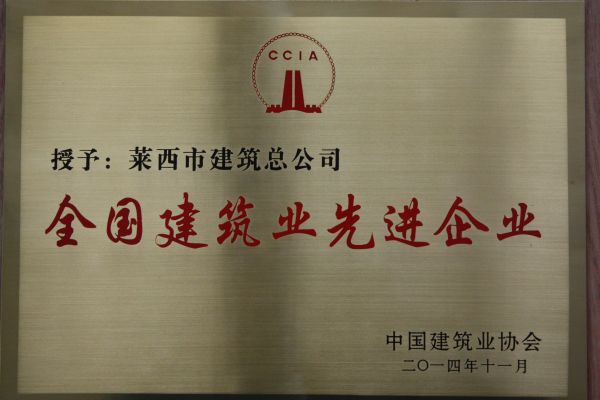 CCIA
授予：莱西市建筑总公司
全国建筑业先进企业
中国建筑业协会
二〇一四年十一月